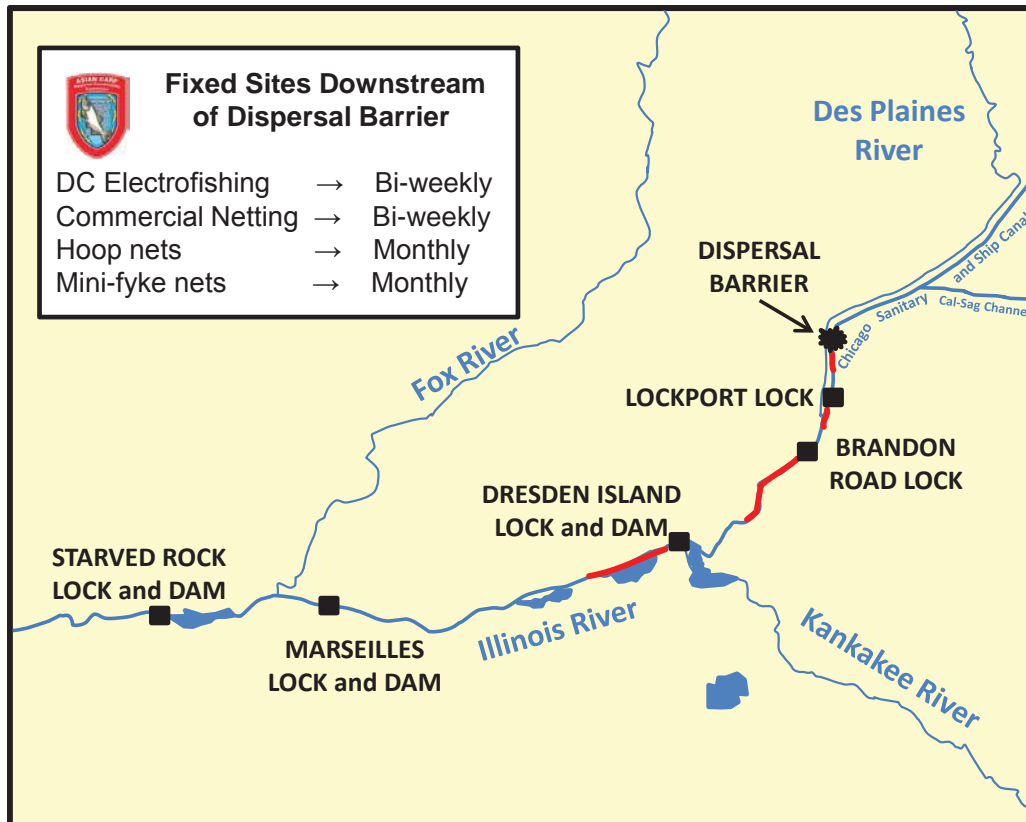 Fixed Sites Downstream
of Dispersal Barrier
DC Electrofishing → Bi-weekly
Commercial Netting → Bi-weekly
Hoop nets → Monthly
Mini-fyke nets → Monthly
ASIAN CARP
Des Plaines
River
DISPERSAL
BARRIER
Chicago Sanitary and Ship Canal
Cal-Sag Channel
Fox River
LOCKPORT LOCK
BRANDON
ROAD LOCK
DRESDEN ISLAND
LOCK and DAM
STARVED ROCK
LOCK and DAM
MARSEILLES
LOCK and DAM
Illinois River
Kankakee River